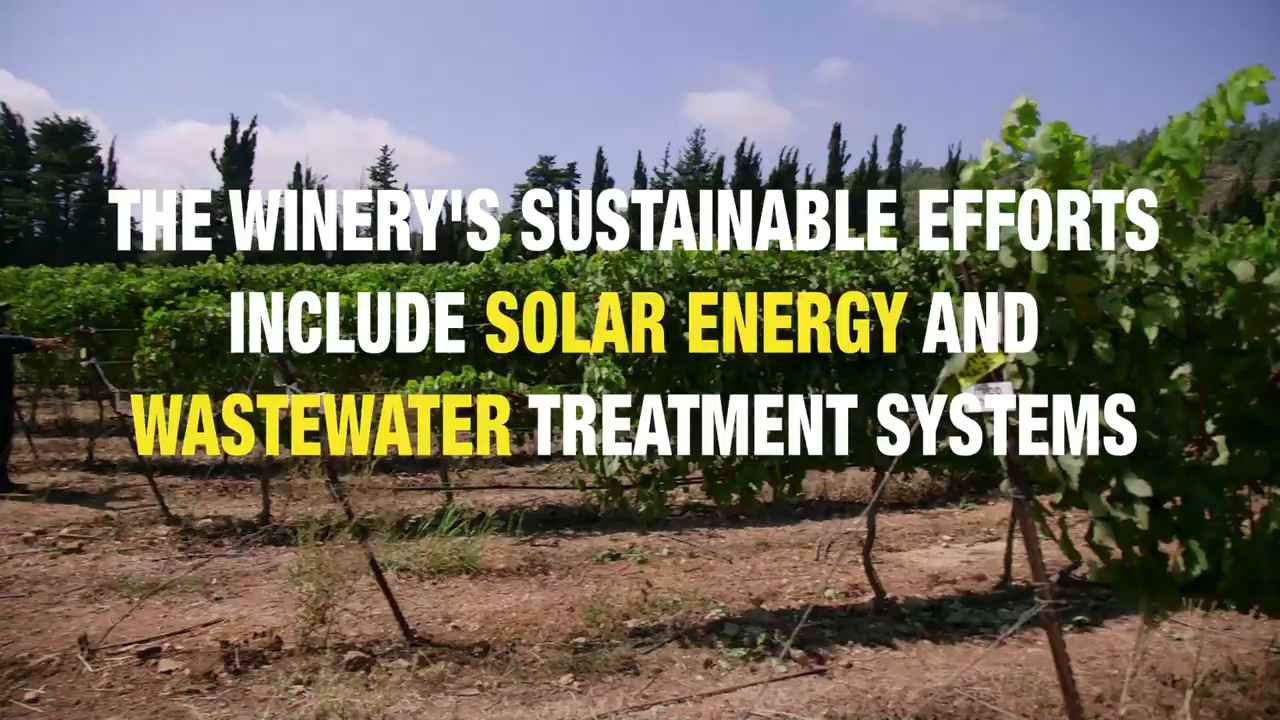 THE WINERY'S SUSTAINABLE EFFORTS
INCLUDE SOLAR ENERGY AND
WASTEWATER TREATMENT SYSTEMS